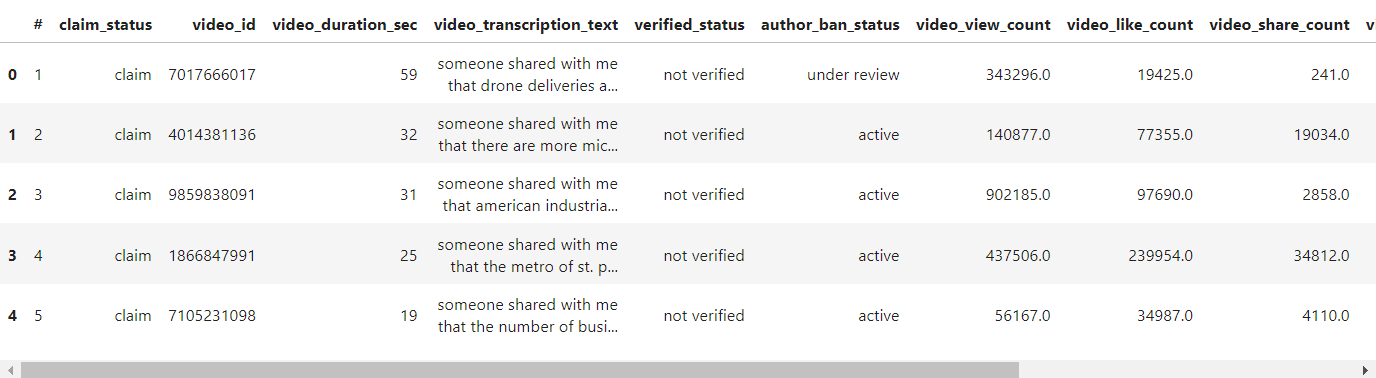 # claim_status video_id video_duration_sec video_transcription_text verified_status author_ban_status video_view_count video_like_count video_share_count
0 1 claim 7017666017 59 someone shared with me that drone deliveries a... not verified under review 343296.0 19425.0 241.0
1 2 claim 4014381136 32 someone shared with me that there are more mic... not verified active 140877.0 77355.0 19034.0
2 3 claim 9859838091 31 someone shared with me that american industria... not verified active 902185.0 97690.0 2858.0
3 4 claim 1866847991 25 someone shared with me that the metro of st. p... not verified active 437506.0 239954.0 34812.0
4 5 claim 7105231098 19 someone shared with me that the number of busi... not verified active 56167.0 34987.0 4110.0